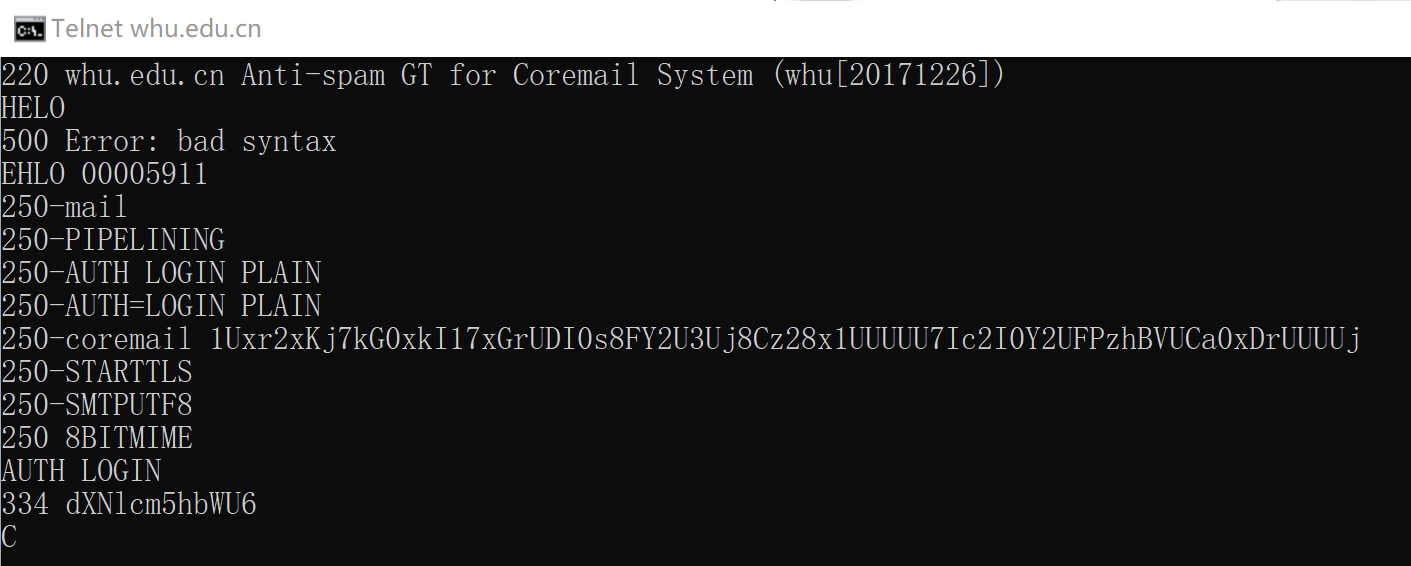 C:\.
Telnet whu.edu.cn
220 whu.edu.cn Anti-spam GT for Coremail System (whu[20171226])
HELO
500 Error: bad syntax
EHLO 00005911
250-mail
250-PIPELINING
250-AUTH LOGIN PLAIN
250-AUTH=LOGIN PLAIN
250-coremail 1Uxr2xKj7kG0xkI17xGrUDI0s8FY2U3Uj8Cz28x1UUUUU7Ic2I0Y2UFPzhBVUCa0xDrUUUUj
250-STARTTLS
250-SMTPUTF8
250 8BITMIME
AUTH LOGIN
334 dXNlcm5hbWU6
C